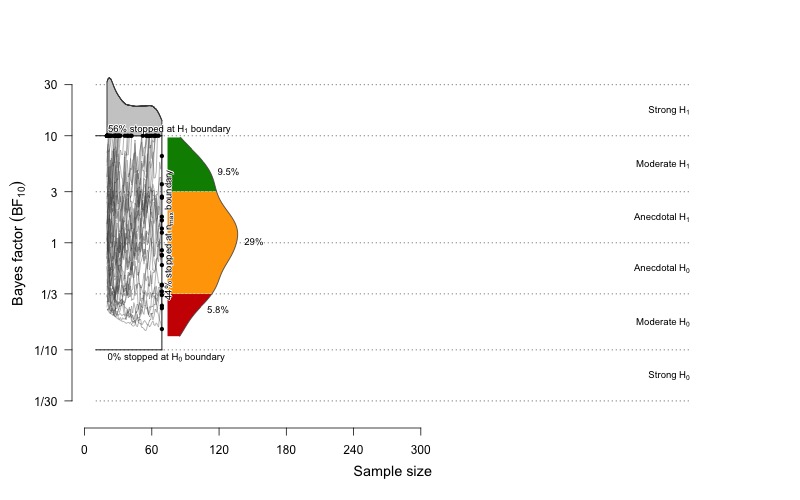 30
Strong H1
56% stopped at H1 boundary
10
Moderate H1
9.5%
3
44% stopped at nmax boundary
Anecdotal H1
Bayes factor (BF10)
1
29%
Anecdotal H0
1/3
5.8%
Moderate H0
1/10
0% stopped at H0 boundary
Strong H0
1/30
0 60 120 180 240 300
Sample size